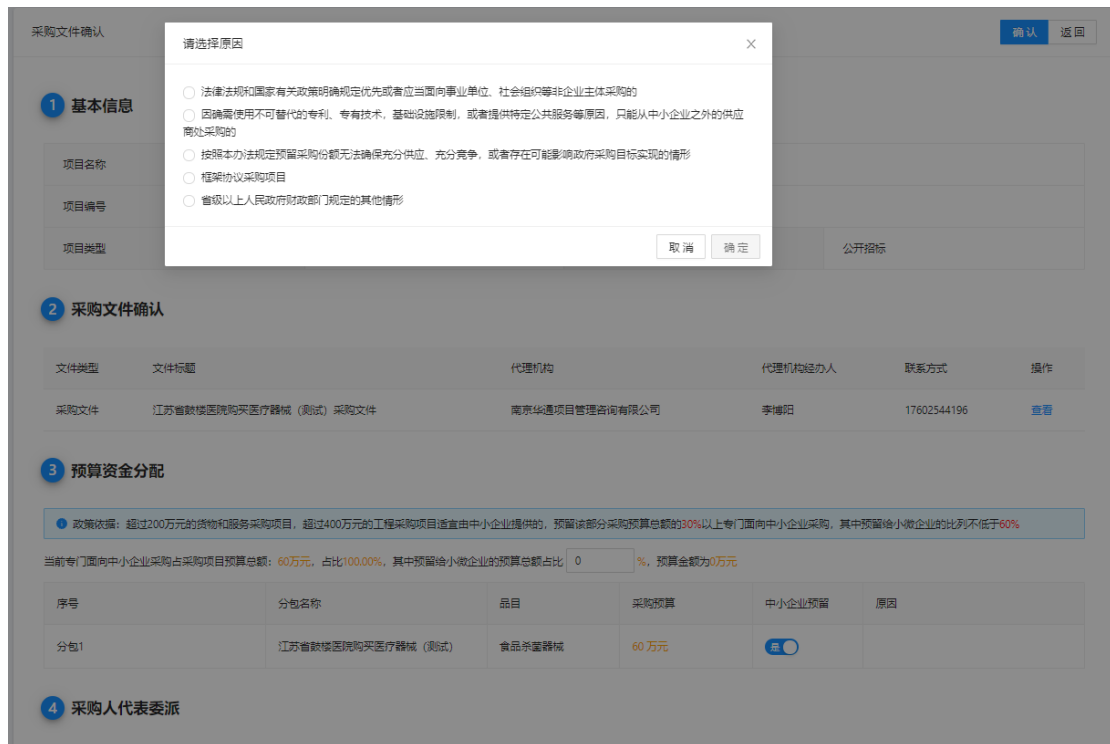 采购文件确认
确认
返回
请选择原因
法律法规和国家有关政策明确规定优先或者应当面向事业单位、社会组织等非企业主体采购的
因确需使用不可替代的专利、专有技术，基础设施限制，或者提供特定公共服务等原因，只能从中小企业之外的供应
商处采购的
按照本办法规定预留采购份额无法确保充分供应、充分竞争，或者存在可能影响政府采购目标实现的情形
框架协议采购项目
省级以上人民政府财政部门规定的其他情形
取消
确定
1 基本信息
项目名称
项目编号
项目类型
公开招标
2 采购文件确认
文件类型 文件标题 代理机构 代理机构经办人 联系方式 操作
采购文件 江苏省鼓楼医院购买医疗器械（测试）采购文件 南京华通项目管理咨询有限公司 李博阳 17602544196 查看
3 预算资金分配
政策依据：超过200万元的货物和服务采购项目，超过400万元的工程采购项目适宜由中小企业提供的，预留该部分采购预算总额的30%以上专门面向中小企业采购，其中预留给小微企业的比列不低于60%
当前专门面向中小企业采购占采购项目预算总额：60万元，占比100.00%，其中预留给小微企业的预算总额占比 0 %，预算金额为0万元
序号 分包名称 品目 采购预算 中小企业预留 原因
分包1 江苏省鼓楼医院购买医疗器械（测试） 食品杀菌器械 60 万元 是
4 采购人代表委派